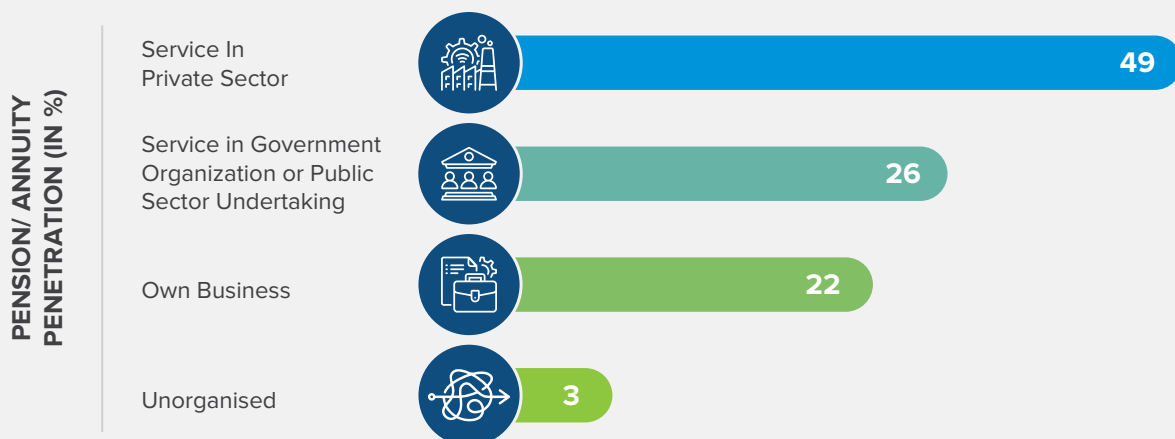 PENSION/ ANNUITY
PENETRATION (IN %)
Service In
Private Sector
49
Service in Government
Organization or Public
Sector Undertaking
26
Own Business
22
Unorganised
3